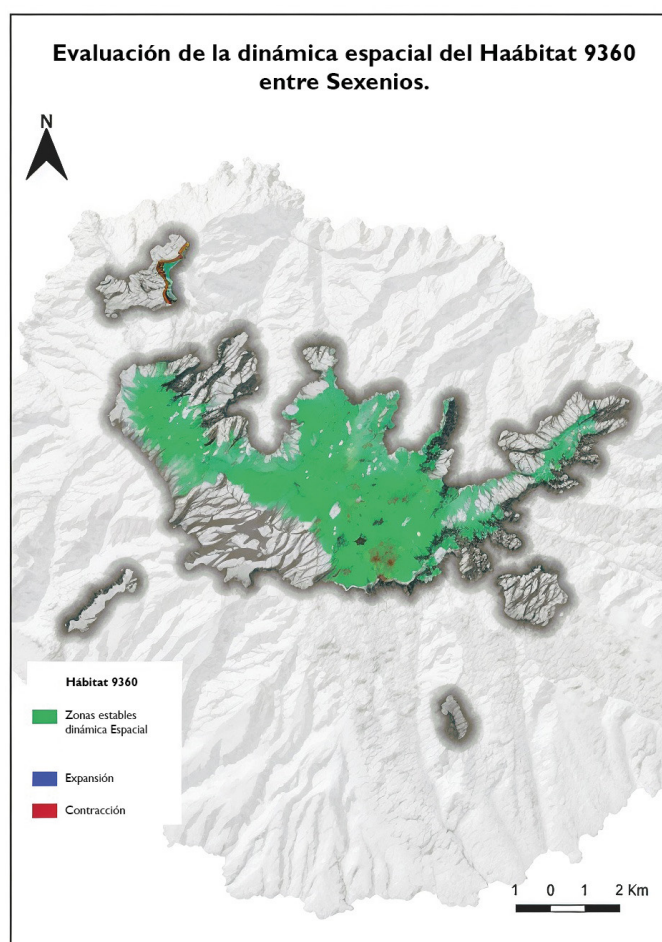 Evaluación de la dinámica espacial del Haábitat 9360
entre Sexenios.
N
Hábitat 9360
Zonas estables
dinámica Espacial
Expansión
Contracción
1 0 1 2 Km